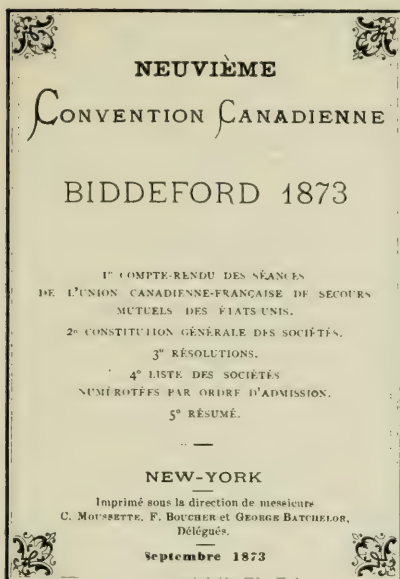 NEUVIÈME
CONVENTION CANADIENNE
BIDDEFORD 1873
1° COMPTE-RENDU DES SÉANCES
DE L'UNION CANADIENNE-FRANÇAISE DE SECOURS
MUTUELS DES ÉTATS UNIS.
2° CONSTITUTION GÉNÉRALE DES SOCIÉTÉS.
3° RÉSOLUTIONS.
4° LISTE DES SOCIÉTÉS
NUMÉROTÉES PAR ORDRE D'ADMISSION.
5° RÉSUMÉ.
NEW-YORK
Imprimé sous la direction de messieurs
C. MOUSSETTE, F. BOUCHER et GEORGE BATCHELOR,
Délégués.
Septembre 1873